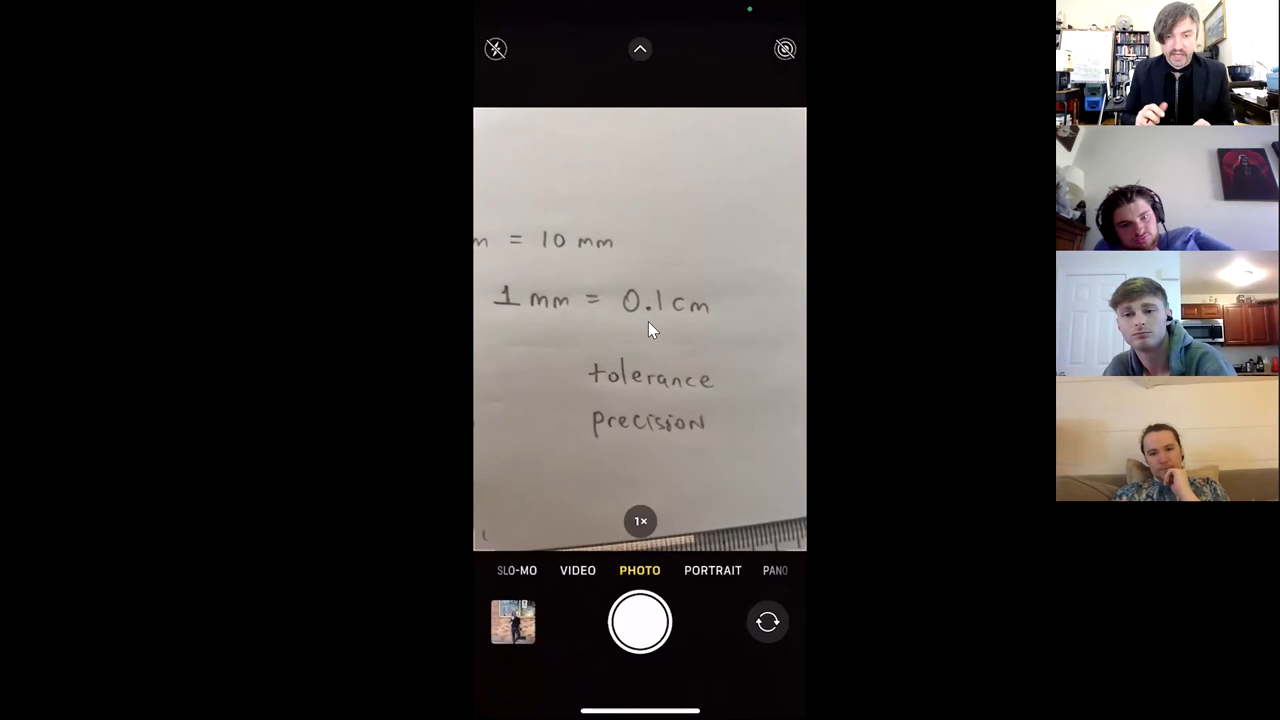 m = 10 mm
1 mm = 0.1 cm
tolerance
precision
1×
SLO-MO VIDEO PHOTO PORTRAIT PANO